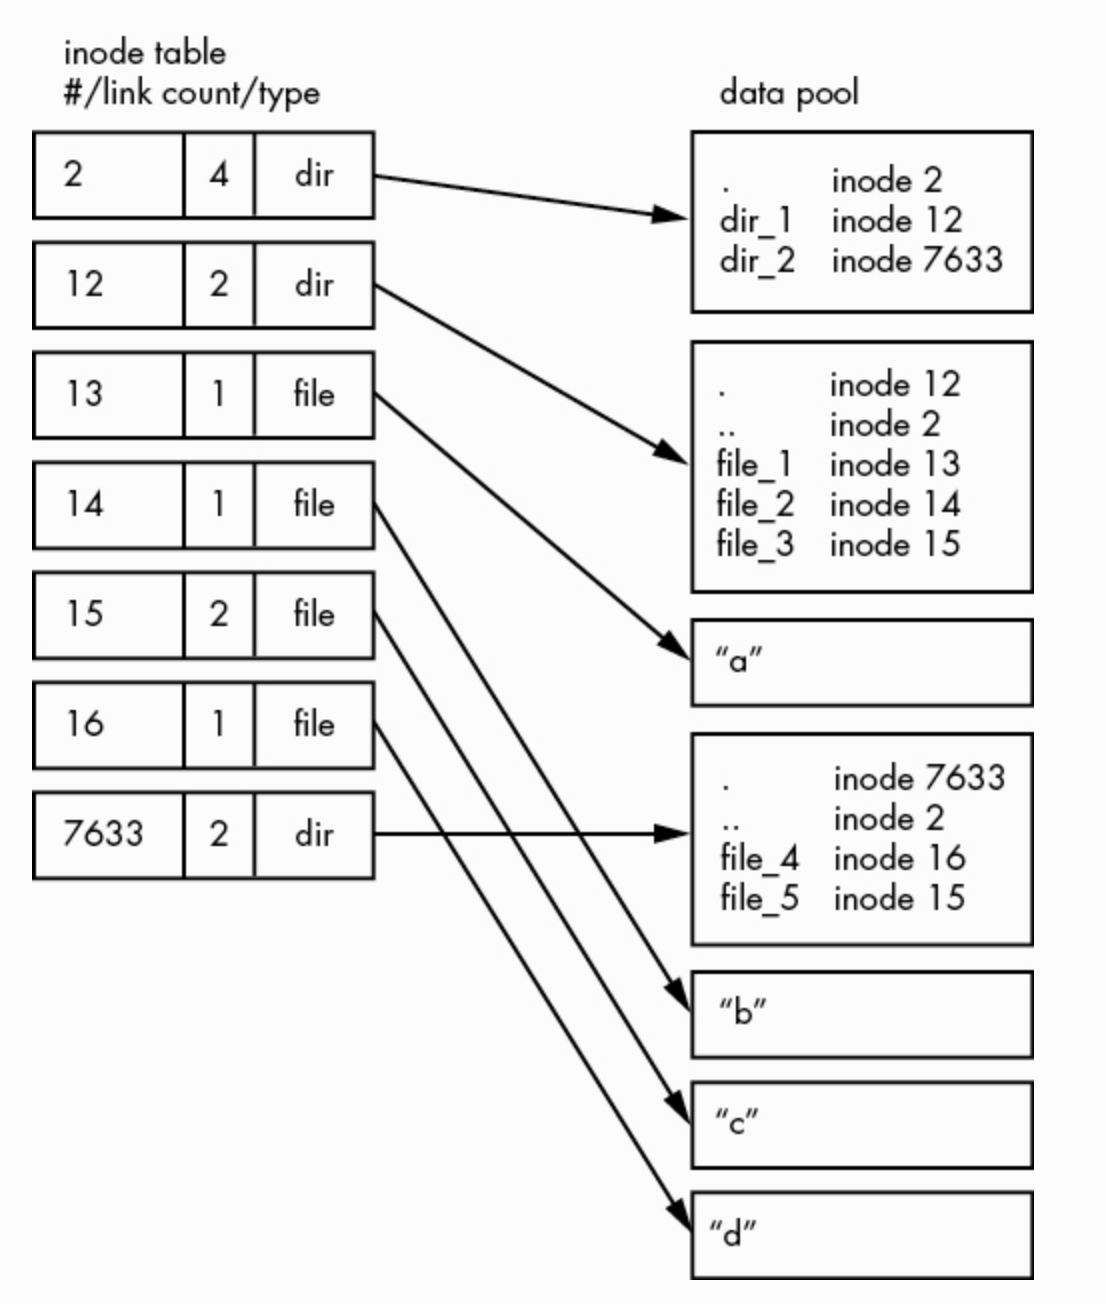 inode table
#/link count/type
2 4 dir
12 2 dir
13 1 file
14 1 file
15 2 file
16 1 file
7633 2 dir
data pool
. inode 2
dir_1 inode 12
dir_2 inode 7633
. inode 12
.. inode 2
file_1 inode 13
file_2 inode 14
file_3 inode 15
“a”
. inode 7633
.. inode 2
file_4 inode 16
file_5 inode 15
“b”
“c”
“d”